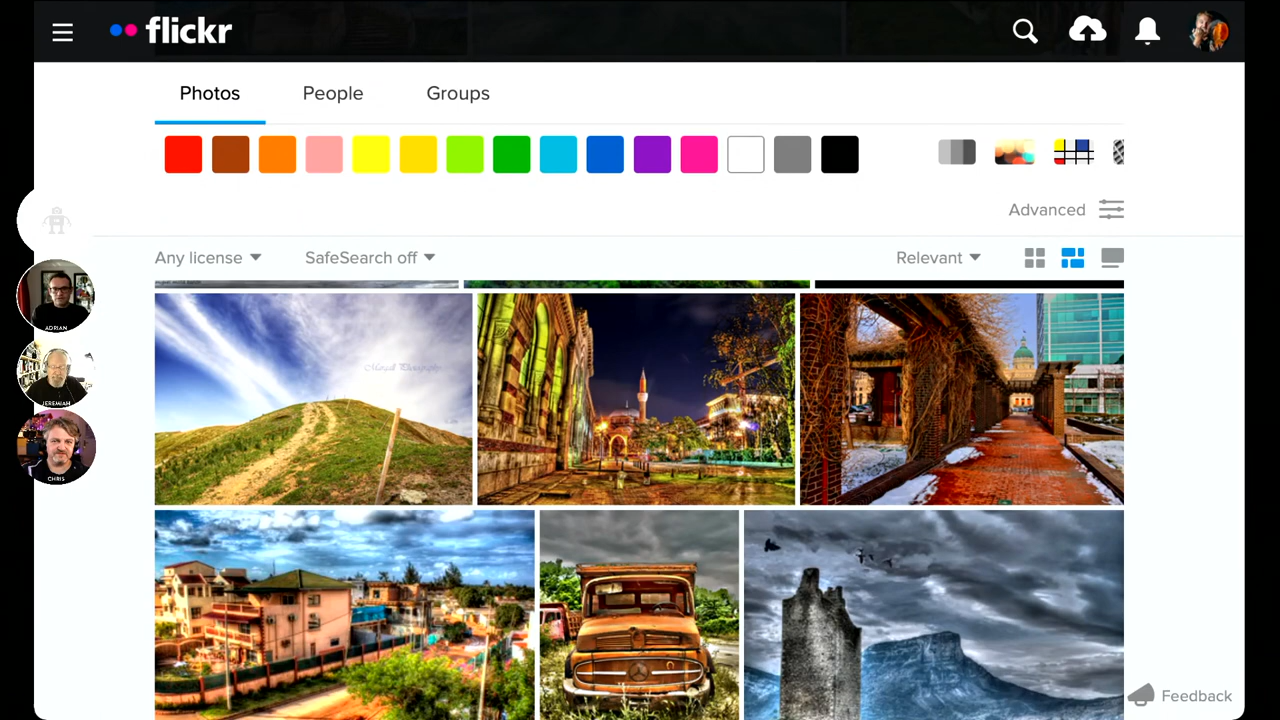 flickr
Photos
People
Groups
Advanced
Any license
SafeSearch off
Relevant
ADRIAN
JEREMIAH
CHRIS
Feedback